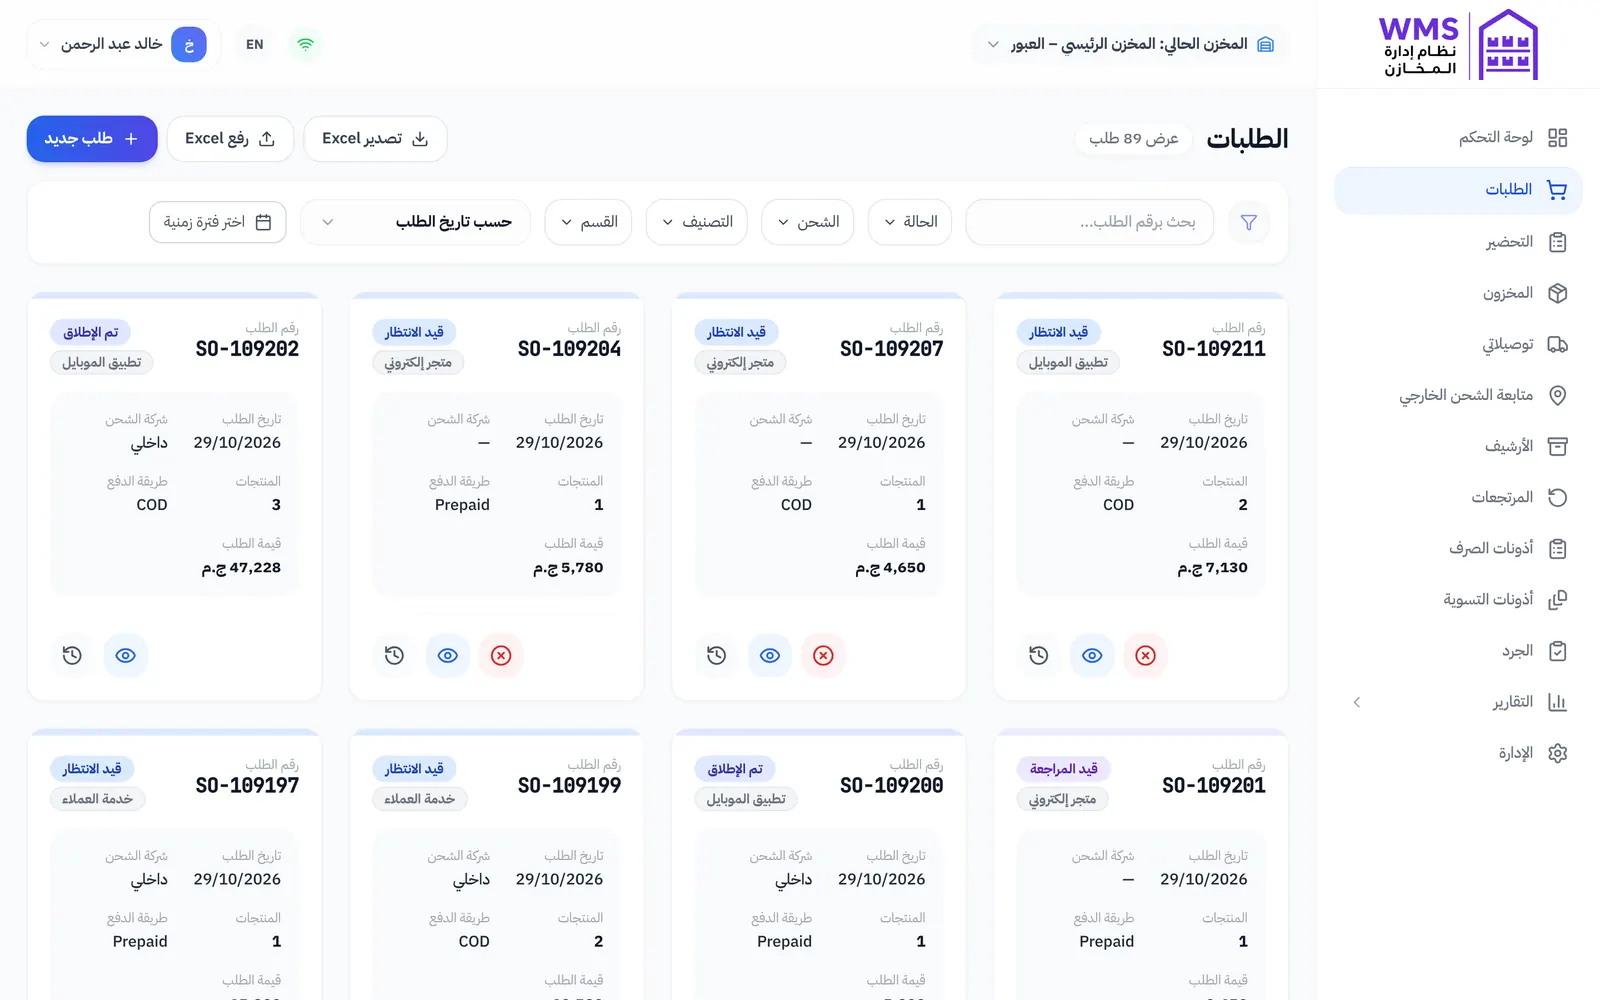 WMS
نظام إدارة
المخازن
المخزن الحالي: المخزن الرئيسي – العبور
EN
خالد عبد الرحمن
خ
لوحة التحكم
الطلبات
التحضير
المخزون
توصيلاتي
متابعة الشحن الخارجي
الأرشيف
المرتجعات
أذونات الصرف
أذونات التسوية
الجرد
التقارير
الإدارة
الطلبات
عرض 89 طلب
تصدير Excel
رفع Excel
طلب جديد
بحث برقم الطلب...
الحالة
الشحن
التصنيف
القسم
حسب تاريخ الطلب
اختر فترة زمنية
رقم الطلب
SO-109211
قيد الانتظار
تطبيق الموبايل
تاريخ الطلب
29/10/2026
شركة الشحن
—
المنتجات
2
طريقة الدفع
COD
قيمة الطلب
7,130 ج.م
رقم الطلب
SO-109207
قيد الانتظار
متجر إلكتروني
تاريخ الطلب
29/10/2026
شركة الشحن
—
المنتجات
1
طريقة الدفع
COD
قيمة الطلب
4,650 ج.م
رقم الطلب
SO-109204
قيد الانتظار
متجر إلكتروني
تاريخ الطلب
29/10/2026
شركة الشحن
—
المنتجات
1
طريقة الدفع
Prepaid
قيمة الطلب
5,780 ج.م
رقم الطلب
SO-109202
تم الإطلاق
تطبيق الموبايل
تاريخ الطلب
29/10/2026
شركة الشحن
داخلي
المنتجات
3
طريقة الدفع
COD
قيمة الطلب
47,228 ج.م
رقم الطلب
SO-109201
قيد المراجعة
متجر إلكتروني
تاريخ الطلب
29/10/2026
شركة الشحن
—
المنتجات
1
طريقة الدفع
Prepaid
قيمة الطلب
رقم الطلب
SO-109200
تم الإطلاق
تطبيق الموبايل
تاريخ الطلب
29/10/2026
شركة الشحن
داخلي
المنتجات
1
طريقة الدفع
Prepaid
قيمة الطلب
رقم الطلب
SO-109199
قيد الانتظار
خدمة العملاء
تاريخ الطلب
29/10/2026
شركة الشحن
داخلي
المنتجات
2
طريقة الدفع
COD
قيمة الطلب
رقم الطلب
SO-109197
قيد الانتظار
خدمة العملاء
تاريخ الطلب
29/10/2026
شركة الشحن
داخلي
المنتجات
1
طريقة الدفع
Prepaid
قيمة الطلب